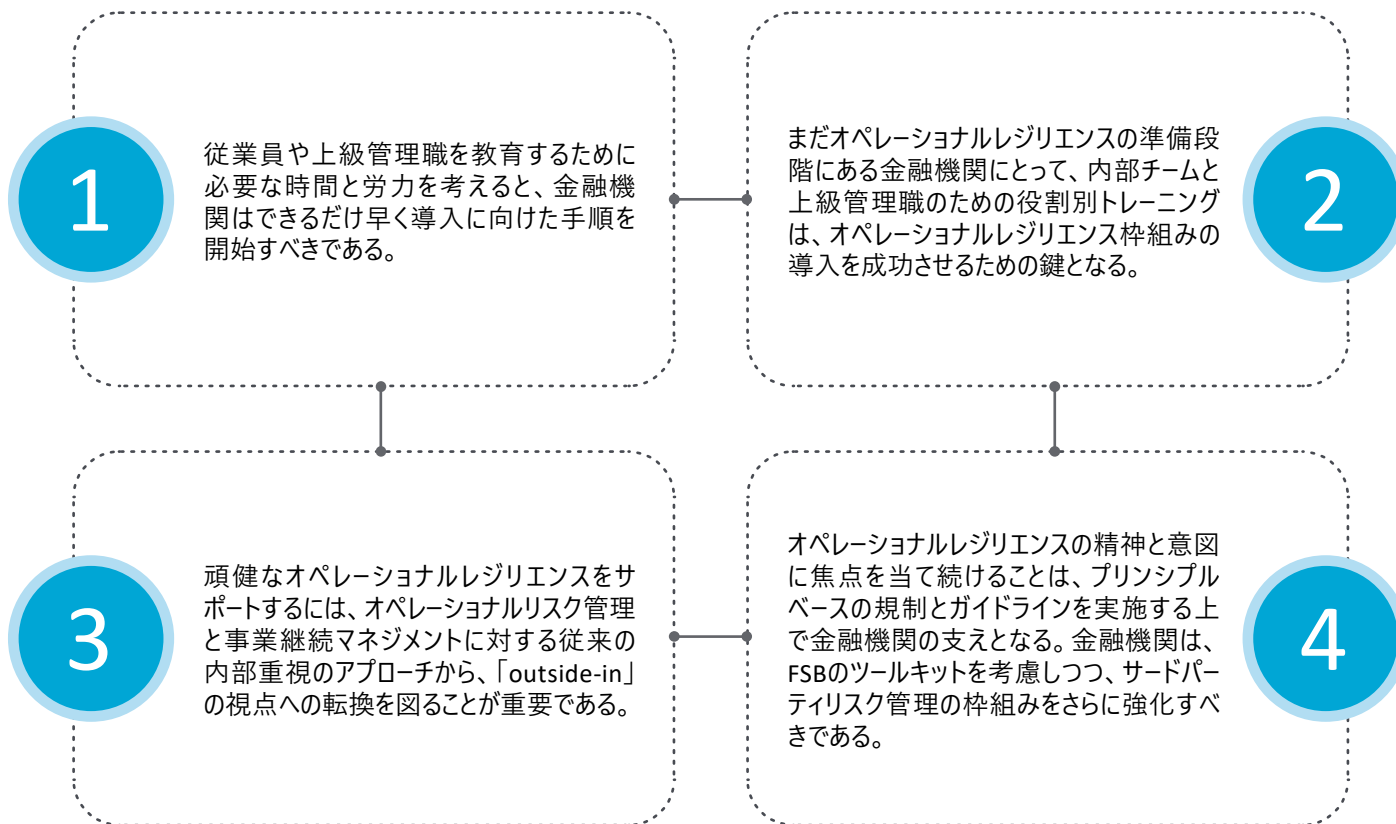 1
従業員や上級管理職を教育するために
必要な時間と労力を考えると、金融機
関はできるだけ早く導入に向けた手順を
開始すべきである。
まだオペレーショナルレジリエンスの準備段
階にある金融機関にとって、内部チームと
上級管理職のための役割別トレーニング
は、オペレーショナルレジリエンス枠組みの
導入を成功させるための鍵となる。
2
3
頑健なオペレーショナルレジリエンスをサ
ポートするには、オペレーショナルリスク管理
と事業継続マネジメントに対する従来の
内部重視のアプローチから、「outside-in」
の視点への転換を図ることが重要である。
オペレーショナルレジリエンスの精神と意図
に焦点を当て続けることは、プリンシプル
ベースの規制とガイドラインを実施する上
で金融機関の支えとなる。金融機関は、
FSBのツールキットを考慮しつつ、サードパー
ティリスク管理の枠組みをさらに強化すべ
きである。
4